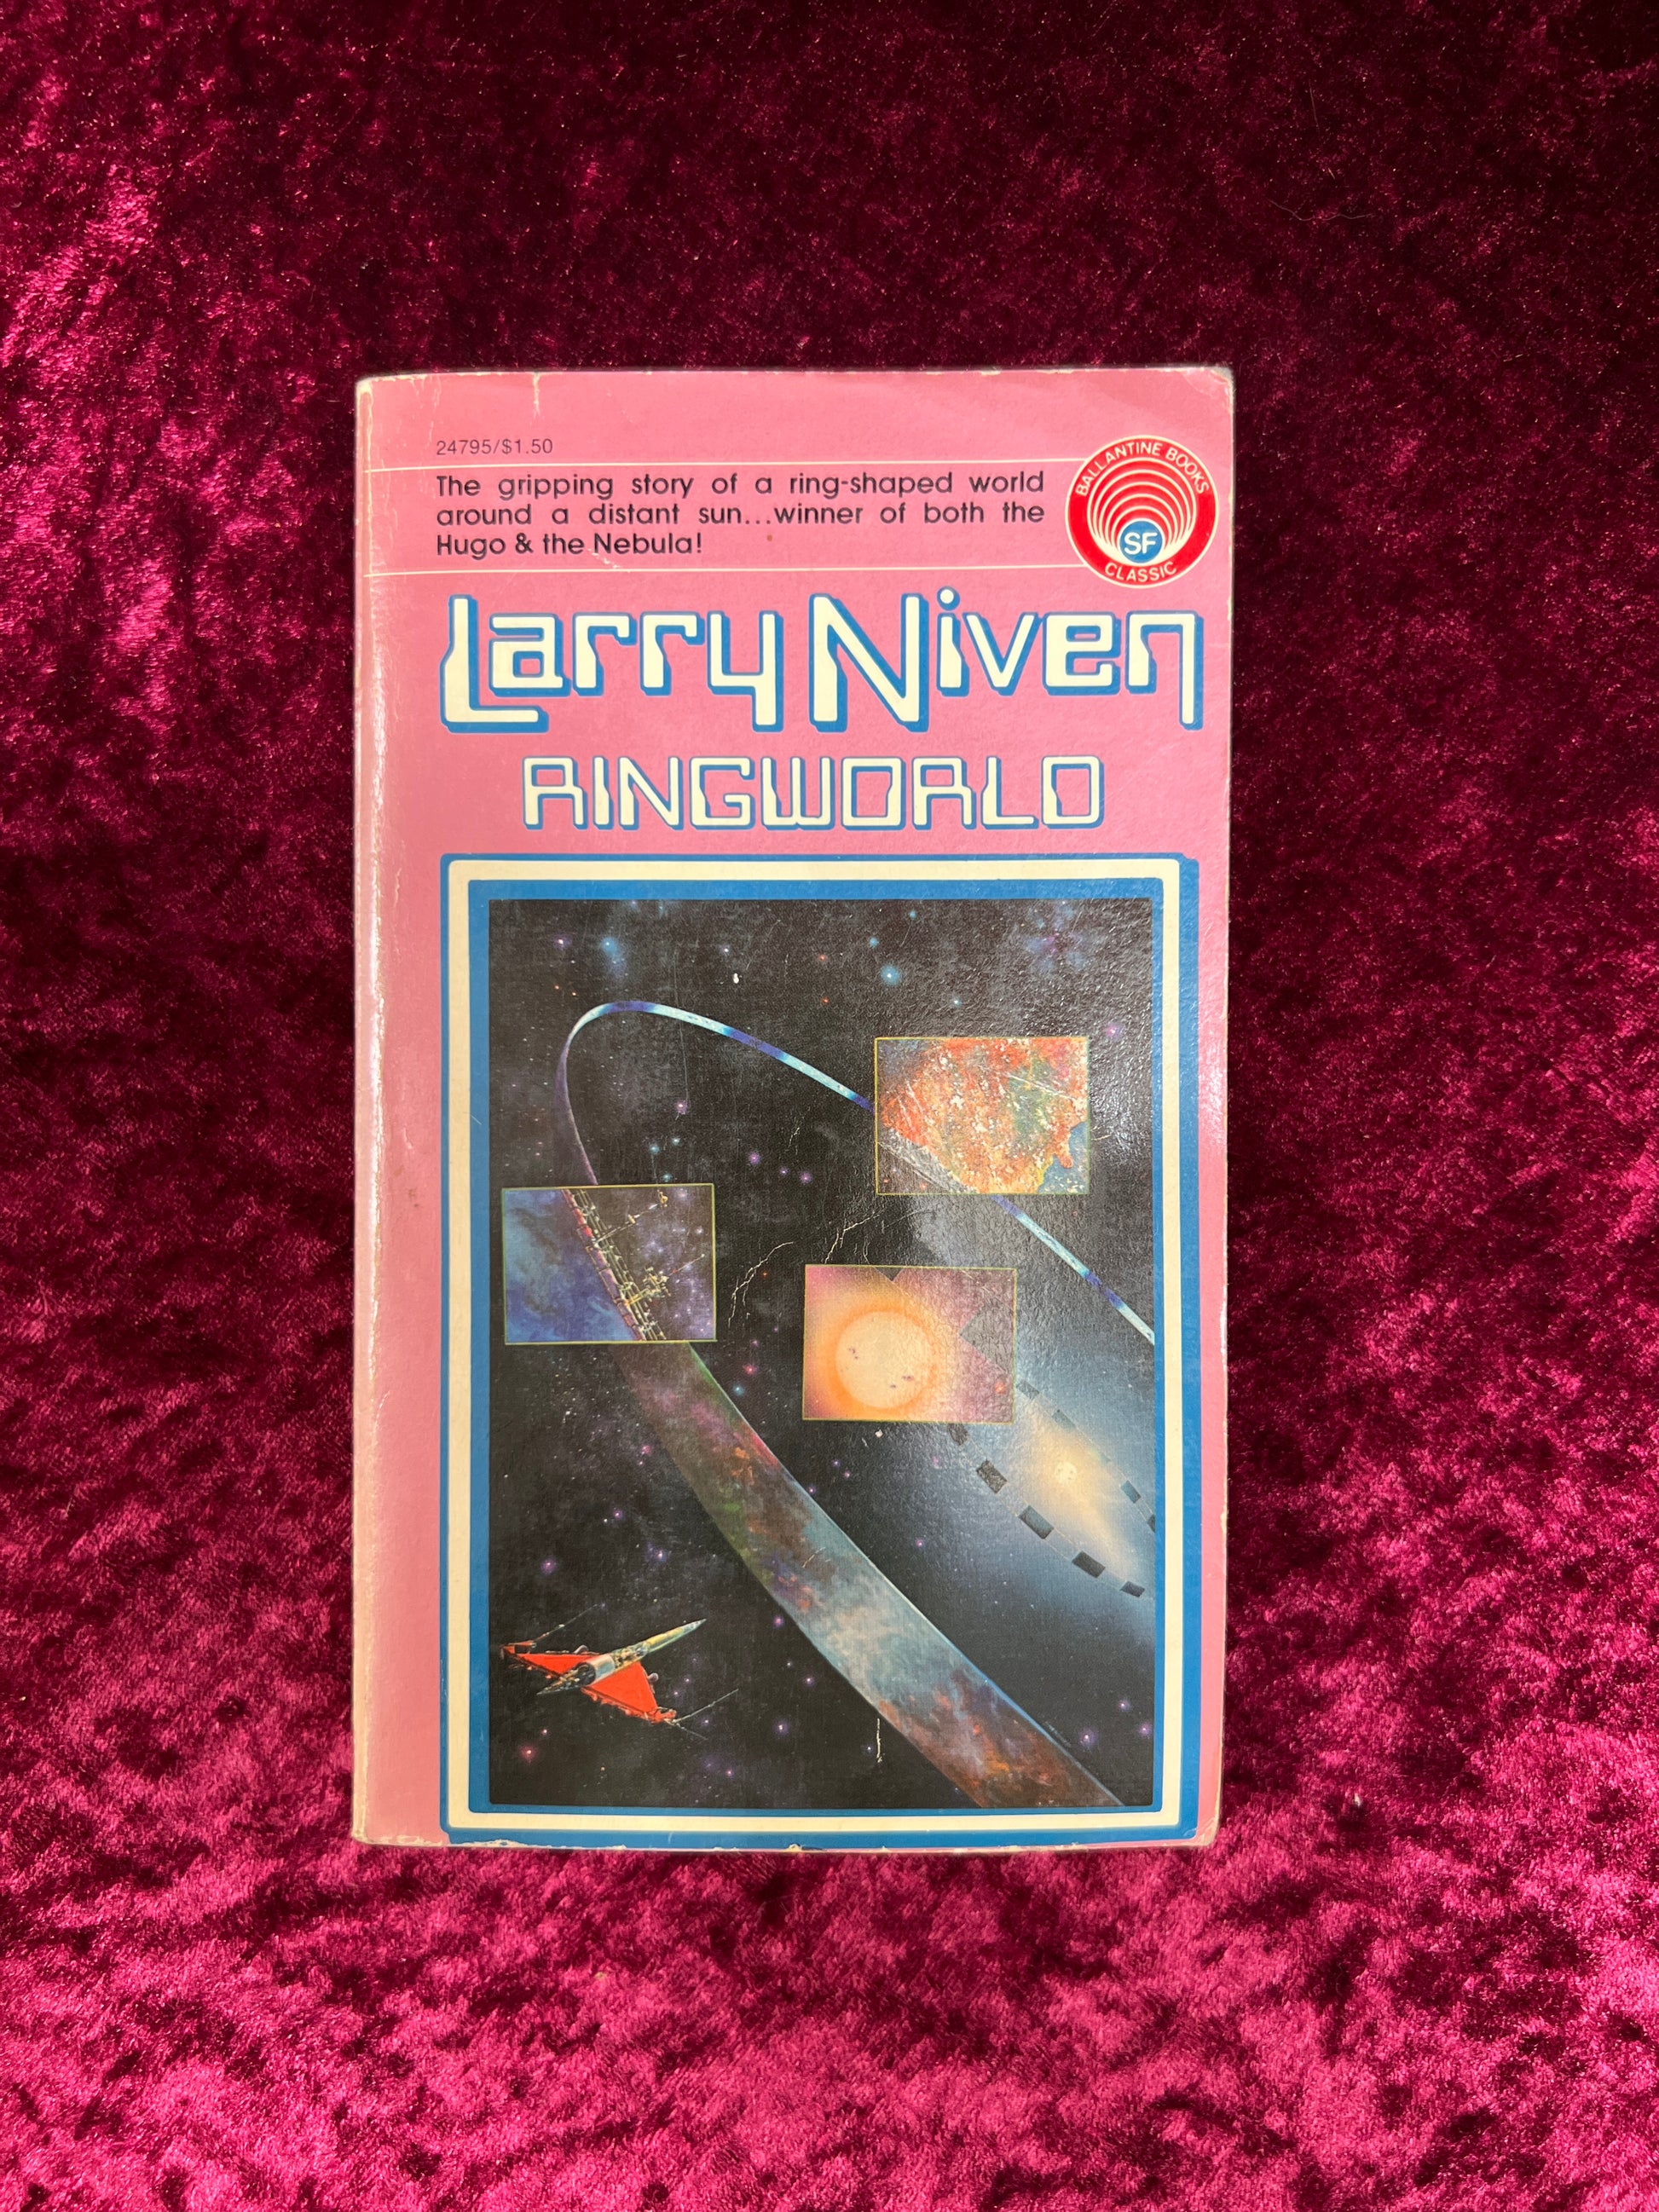 24795/$1.50
The gripping story of a ring-shaped world
around a distant sun...winner of both the
Hugo & the Nebula!
BALLANTINE BOOKS
SF
CLASSIC
Larry Niven
RINGWORLD